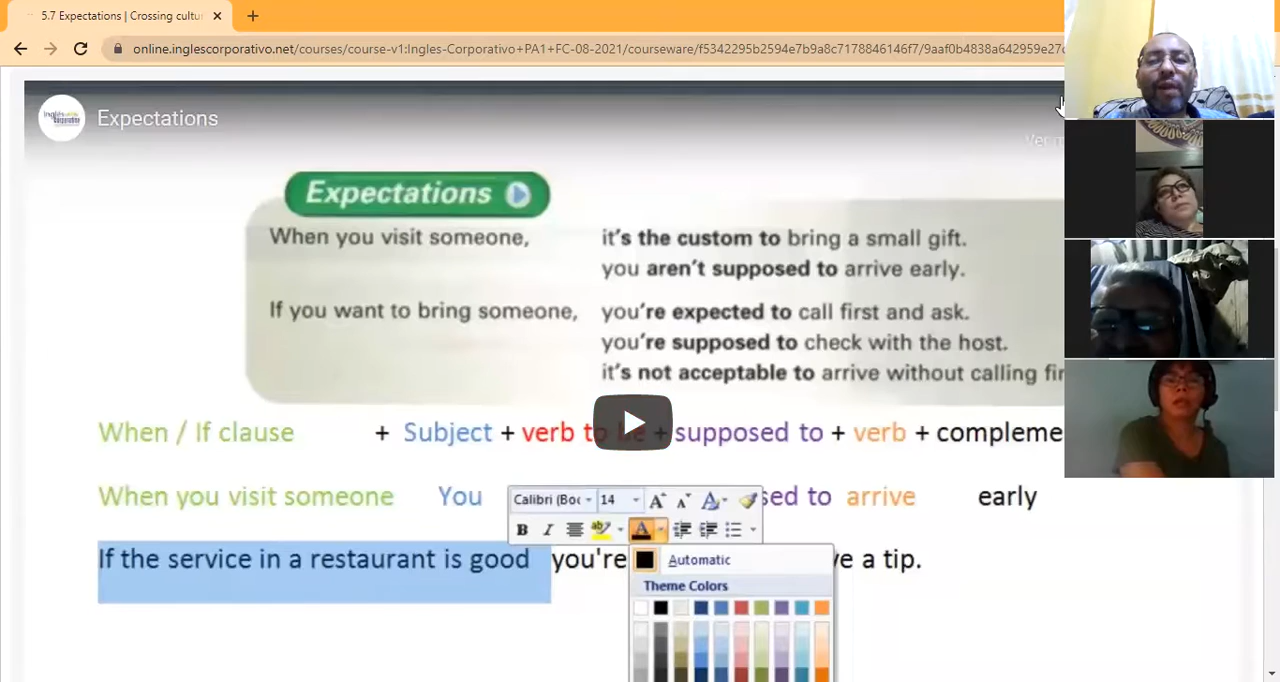 5.7 Expectations | Crossing cultu
online.inglescorporativo.net/courses/course-v1:Ingles-Corporativo+PA1+FC-08-2021/courseware/f5342295b2594e7b9a8c7178846146f7/9aaf0b4838a642959e27
Expectations
Expectations
When you visit someone, it's the custom to bring a small gift.
you aren't supposed to arrive early.
If you want to bring someone, you're expected to call first and ask.
you're supposed to check with the host.
it's not acceptable to arrive without calling fir
When / If clause + Subject + verb to be + supposed to + verb + compleme
When you visit someone You sed to arrive early
Calibri (Boc 14
B I A
If the service in a restaurant is good you're ve a tip.
Automatic
Theme Colors